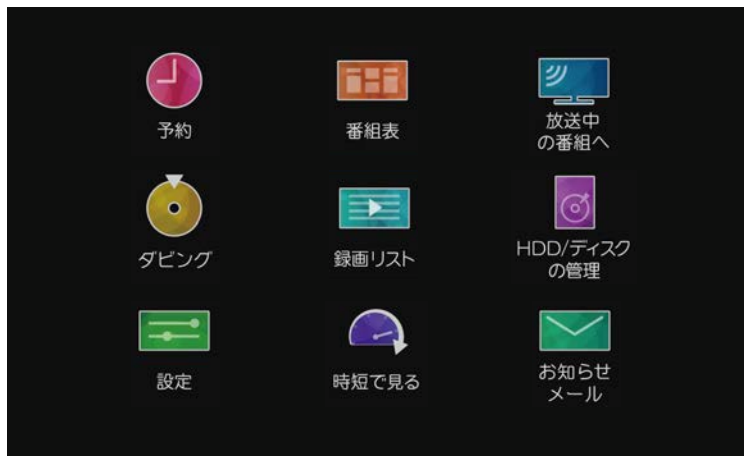 予約
番組表
放送中
の番組へ
ダビング
録画リスト
HDD/ディスク
の管理
設定
時短で見る
お知らせ
メール